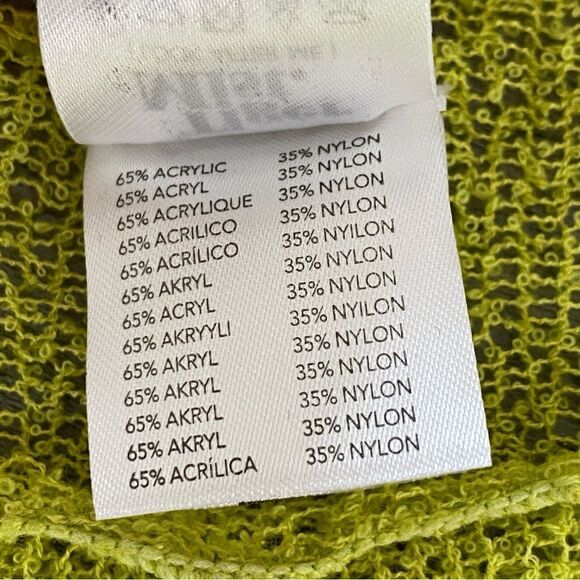 65% ACRYLIC 35% NYLON
65% ACRYL 35% NYLON
65% ACRYLIQUE 35% NYLON
65% ACRILICO 35% NYLON
65% ACRÍLICO 35% NYILON
65% AKRYL 35% NYLON
65% ACRYL 35% NYLON
65% AKRYYLI 35% NYILON
65% AKRYL 35% NYLON
65% AKRYL 35% NYLON
65% AKRYL 35% NYLON
65% AKRYL 35% NYLON
65% ACRÍLICA 35% NYLON